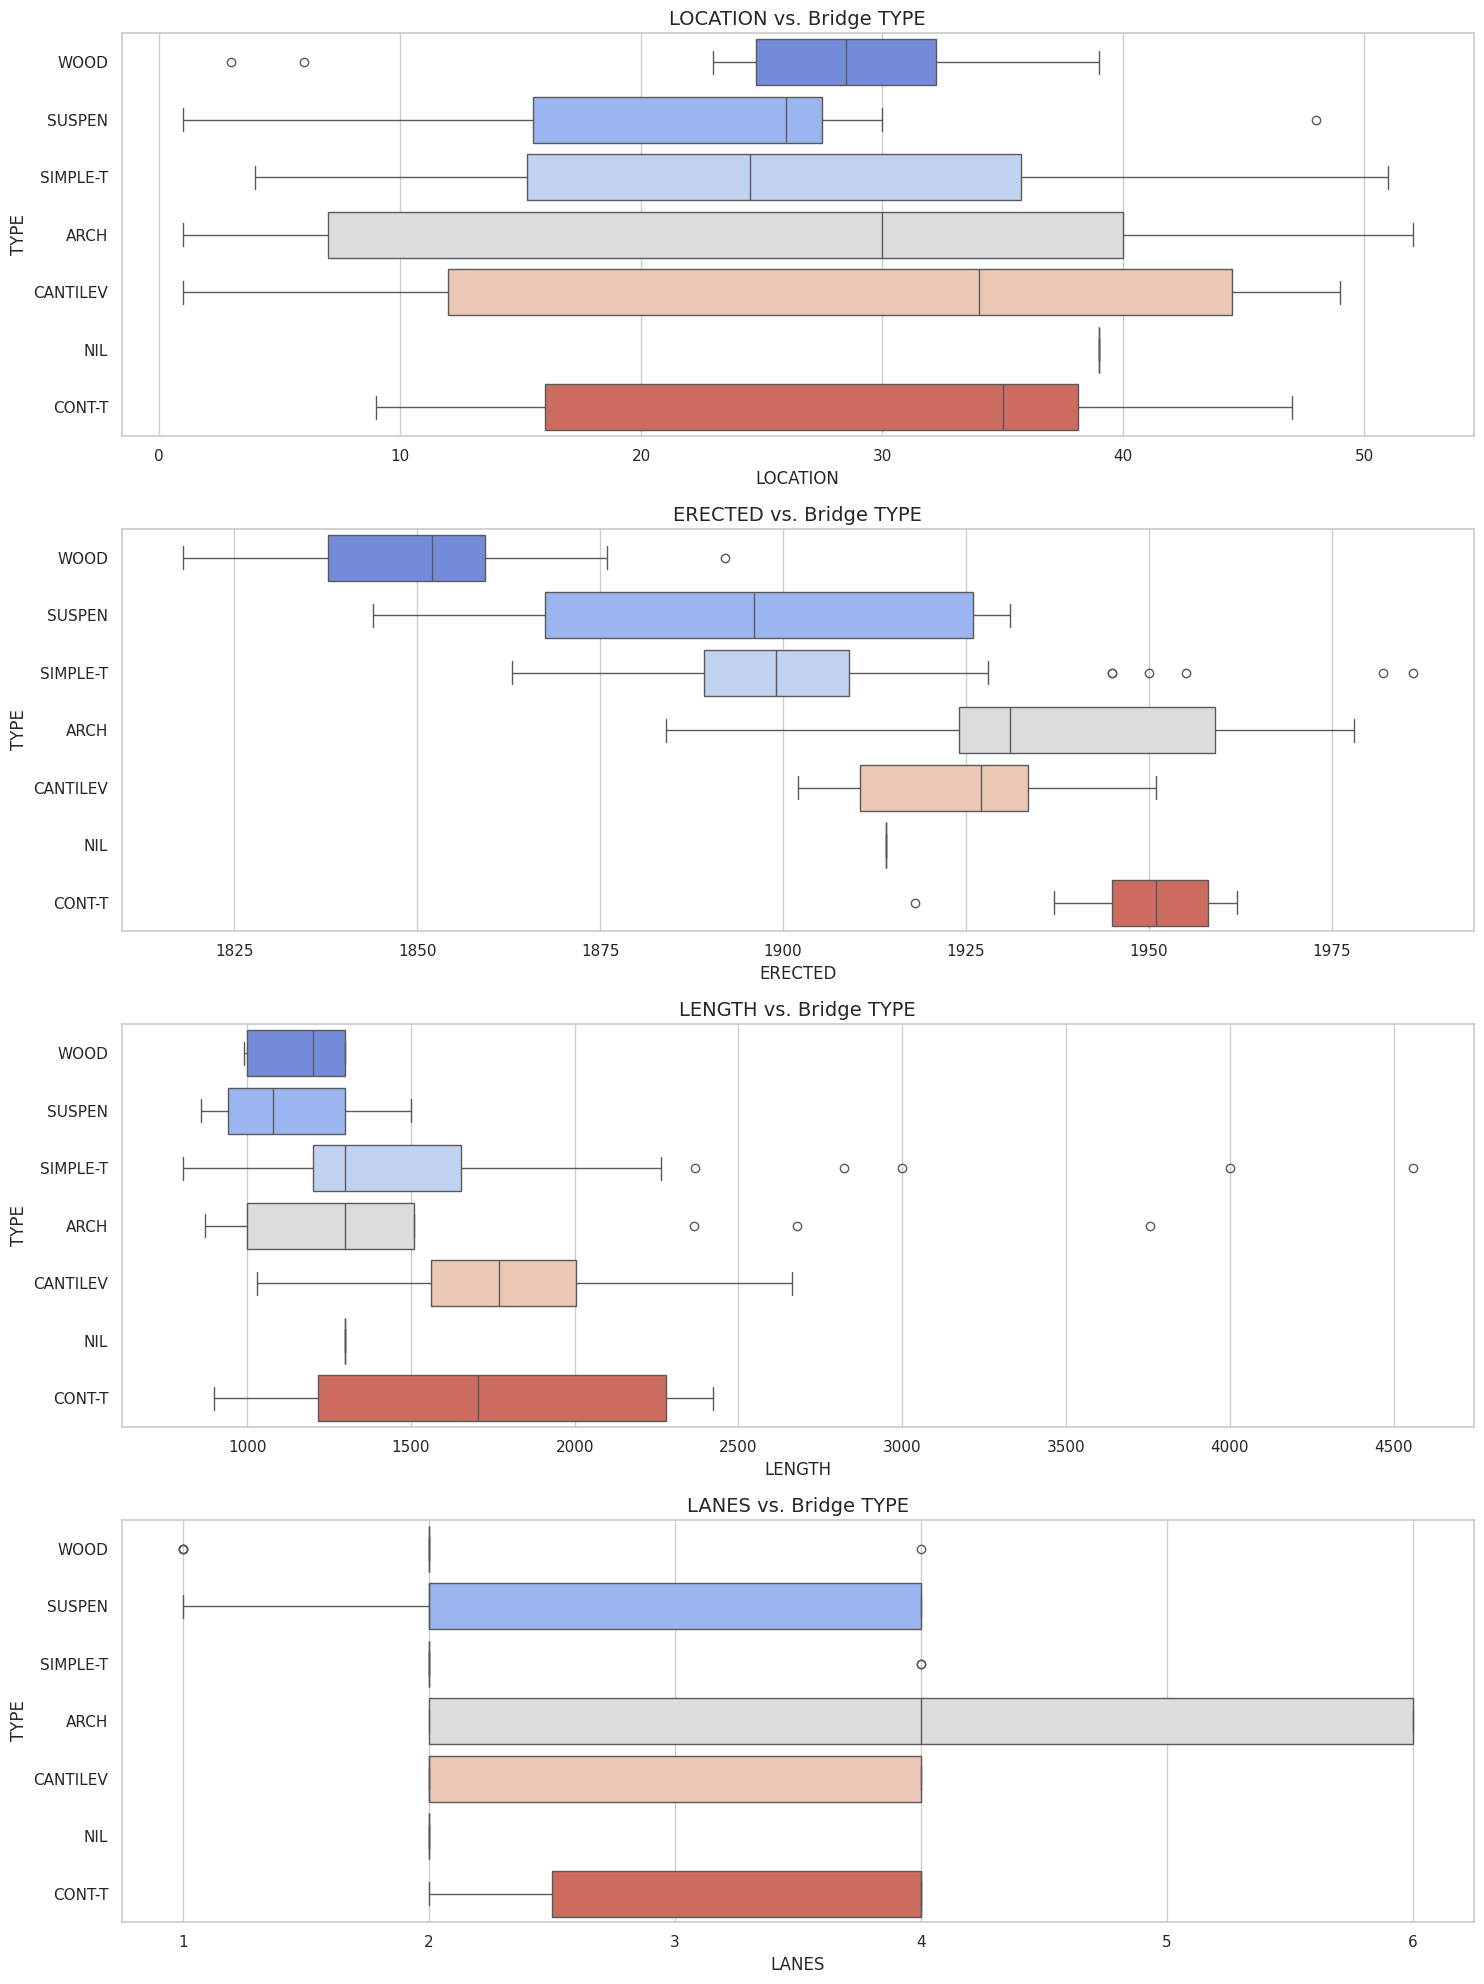 LOCATION vs. Bridge TYPE
TYPE
WOOD
SUSPEN
SIMPLE-T
ARCH
CANTILEV
NIL
CONT-T
0 10 20 30 40 50
LOCATION
ERECTED vs. Bridge TYPE
TYPE
WOOD
SUSPEN
SIMPLE-T
ARCH
CANTILEV
NIL
CONT-T
1825 1850 1875 1900 1925 1950 1975
ERECTED
LENGTH vs. Bridge TYPE
TYPE
WOOD
SUSPEN
SIMPLE-T
ARCH
CANTILEV
NIL
CONT-T
1000 1500 2000 2500 3000 3500 4000 4500
LENGTH
LANES vs. Bridge TYPE
TYPE
WOOD
SUSPEN
SIMPLE-T
ARCH
CANTILEV
NIL
CONT-T
1 2 3 4 5 6
LANES